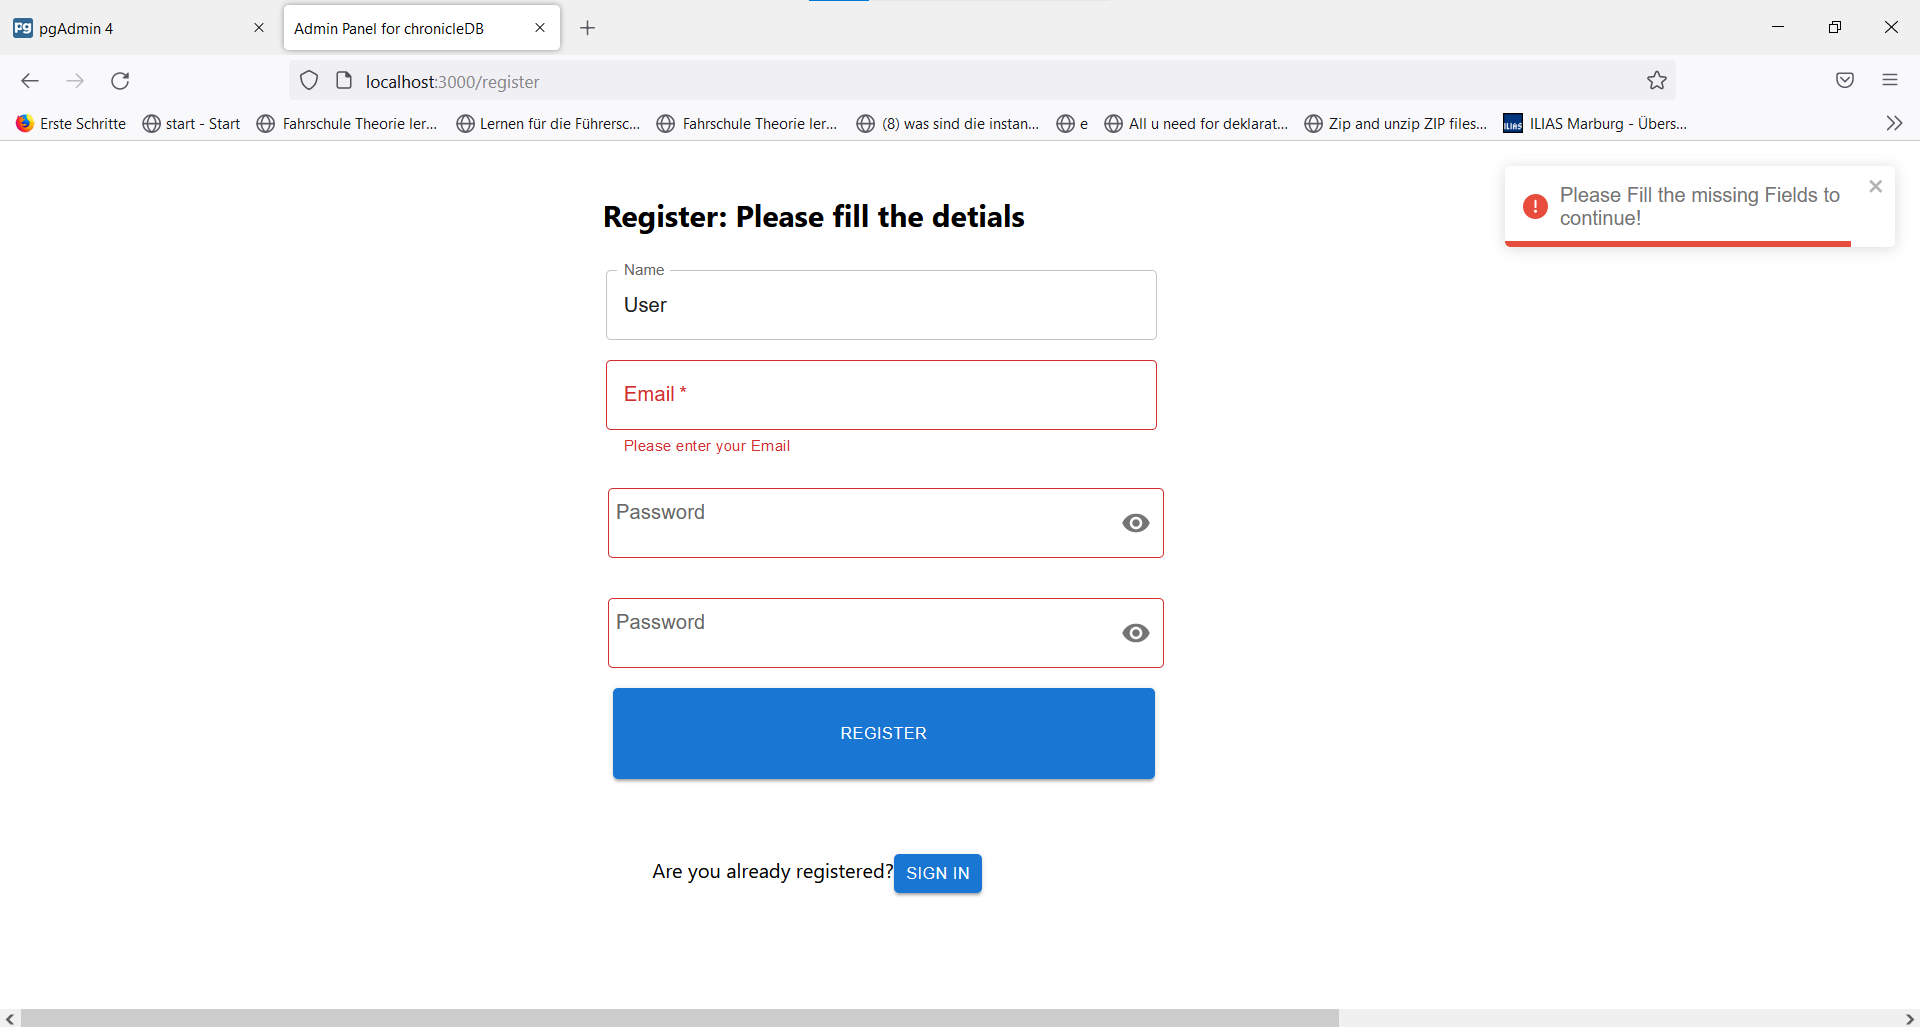 pgAdmin 4
Admin Panel for chronicleDB
localhost:3000/register
Erste Schritte
start - Start
Fahrschule Theorie ler...
Lernen für die Führersc...
Fahrschule Theorie ler...
(8) was sind die instan...
e
All u need for deklarat...
Zip and unzip ZIP files...
ILIAS Marburg - Übers...
Please Fill the missing Fields to
continue!
Register: Please fill the detials
Name
User
Email *
Please enter your Email
Password
Password
REGISTER
Are you already registered?
SIGN IN